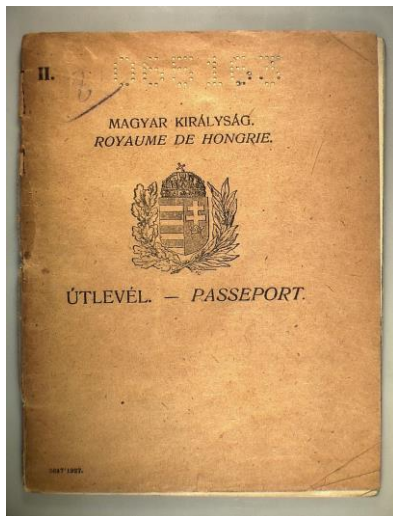 II.
MAGYAR KIRÁLYSÁG.
ROYAUME DE HONGRIE.
ÚTLEVÉL. — PASSEPORT.